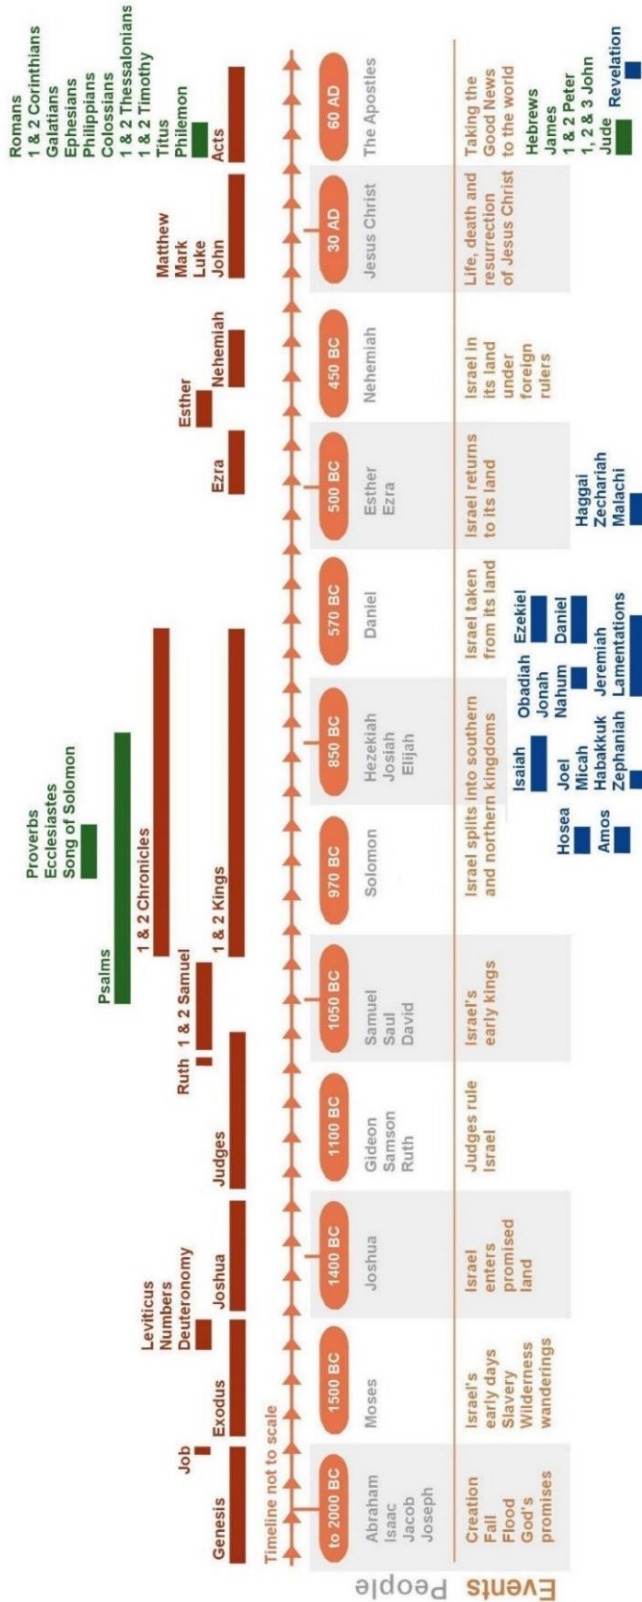 Proverbs
Ecclesiastes
Song of Solomon
Psalms
Romans
1 & 2 Corinthians
Galatians
Ephesians
Philippians
Colossians
1 & 2 Thessalonians
1 & 2 Timothy
Titus
Philemon
Leviticus
Numbers
Deuteronomy
1 & 2 Chronicles
Matthew
Mark
Luke
John
Job
Ruth
1 & 2 Samuel
Esther
Genesis
Exodus
Joshua
Judges
1 & 2 Kings
Ezra
Nehemiah
Acts
Timeline not to scale
to 2000 BC
1500 BC
1400 BC
1100 BC
1050 BC
970 BC
850 BC
570 BC
500 BC
450 BC
30 AD
60 AD
People
Abraham
Isaac
Jacob
Joseph
Moses
Joshua
Gideon
Samson
Ruth
Samuel
Saul
David
Solomon
Hezekiah
Josiah
Elijah
Daniel
Esther
Ezra
Nehemiah
Jesus Christ
The Apostles
Events
Creation
Fall
Flood
God's
promises
Israel's
early days
Slavery
Wilderness
wanderings
Israel
enters
promised
land
Judges rule
Israel
Israel's
early kings
Israel splits into southern
and northern kingdoms
Israel taken
from its land
Israel returns
to its land
Israel in
its land
under
foreign
rulers
Life, death and
resurrection
of Jesus Christ
Taking the
Good News
to the world
Hosea
Amos
Isaiah
Joel
Micah
Habakkuk
Zephaniah
Obadiah
Jonah
Nahum
Jeremiah
Lamentations
Ezekiel
Daniel
Haggai
Zechariah
Malachi
Hebrews
James
1 & 2 Peter
1, 2 & 3 John
Jude
Revelation